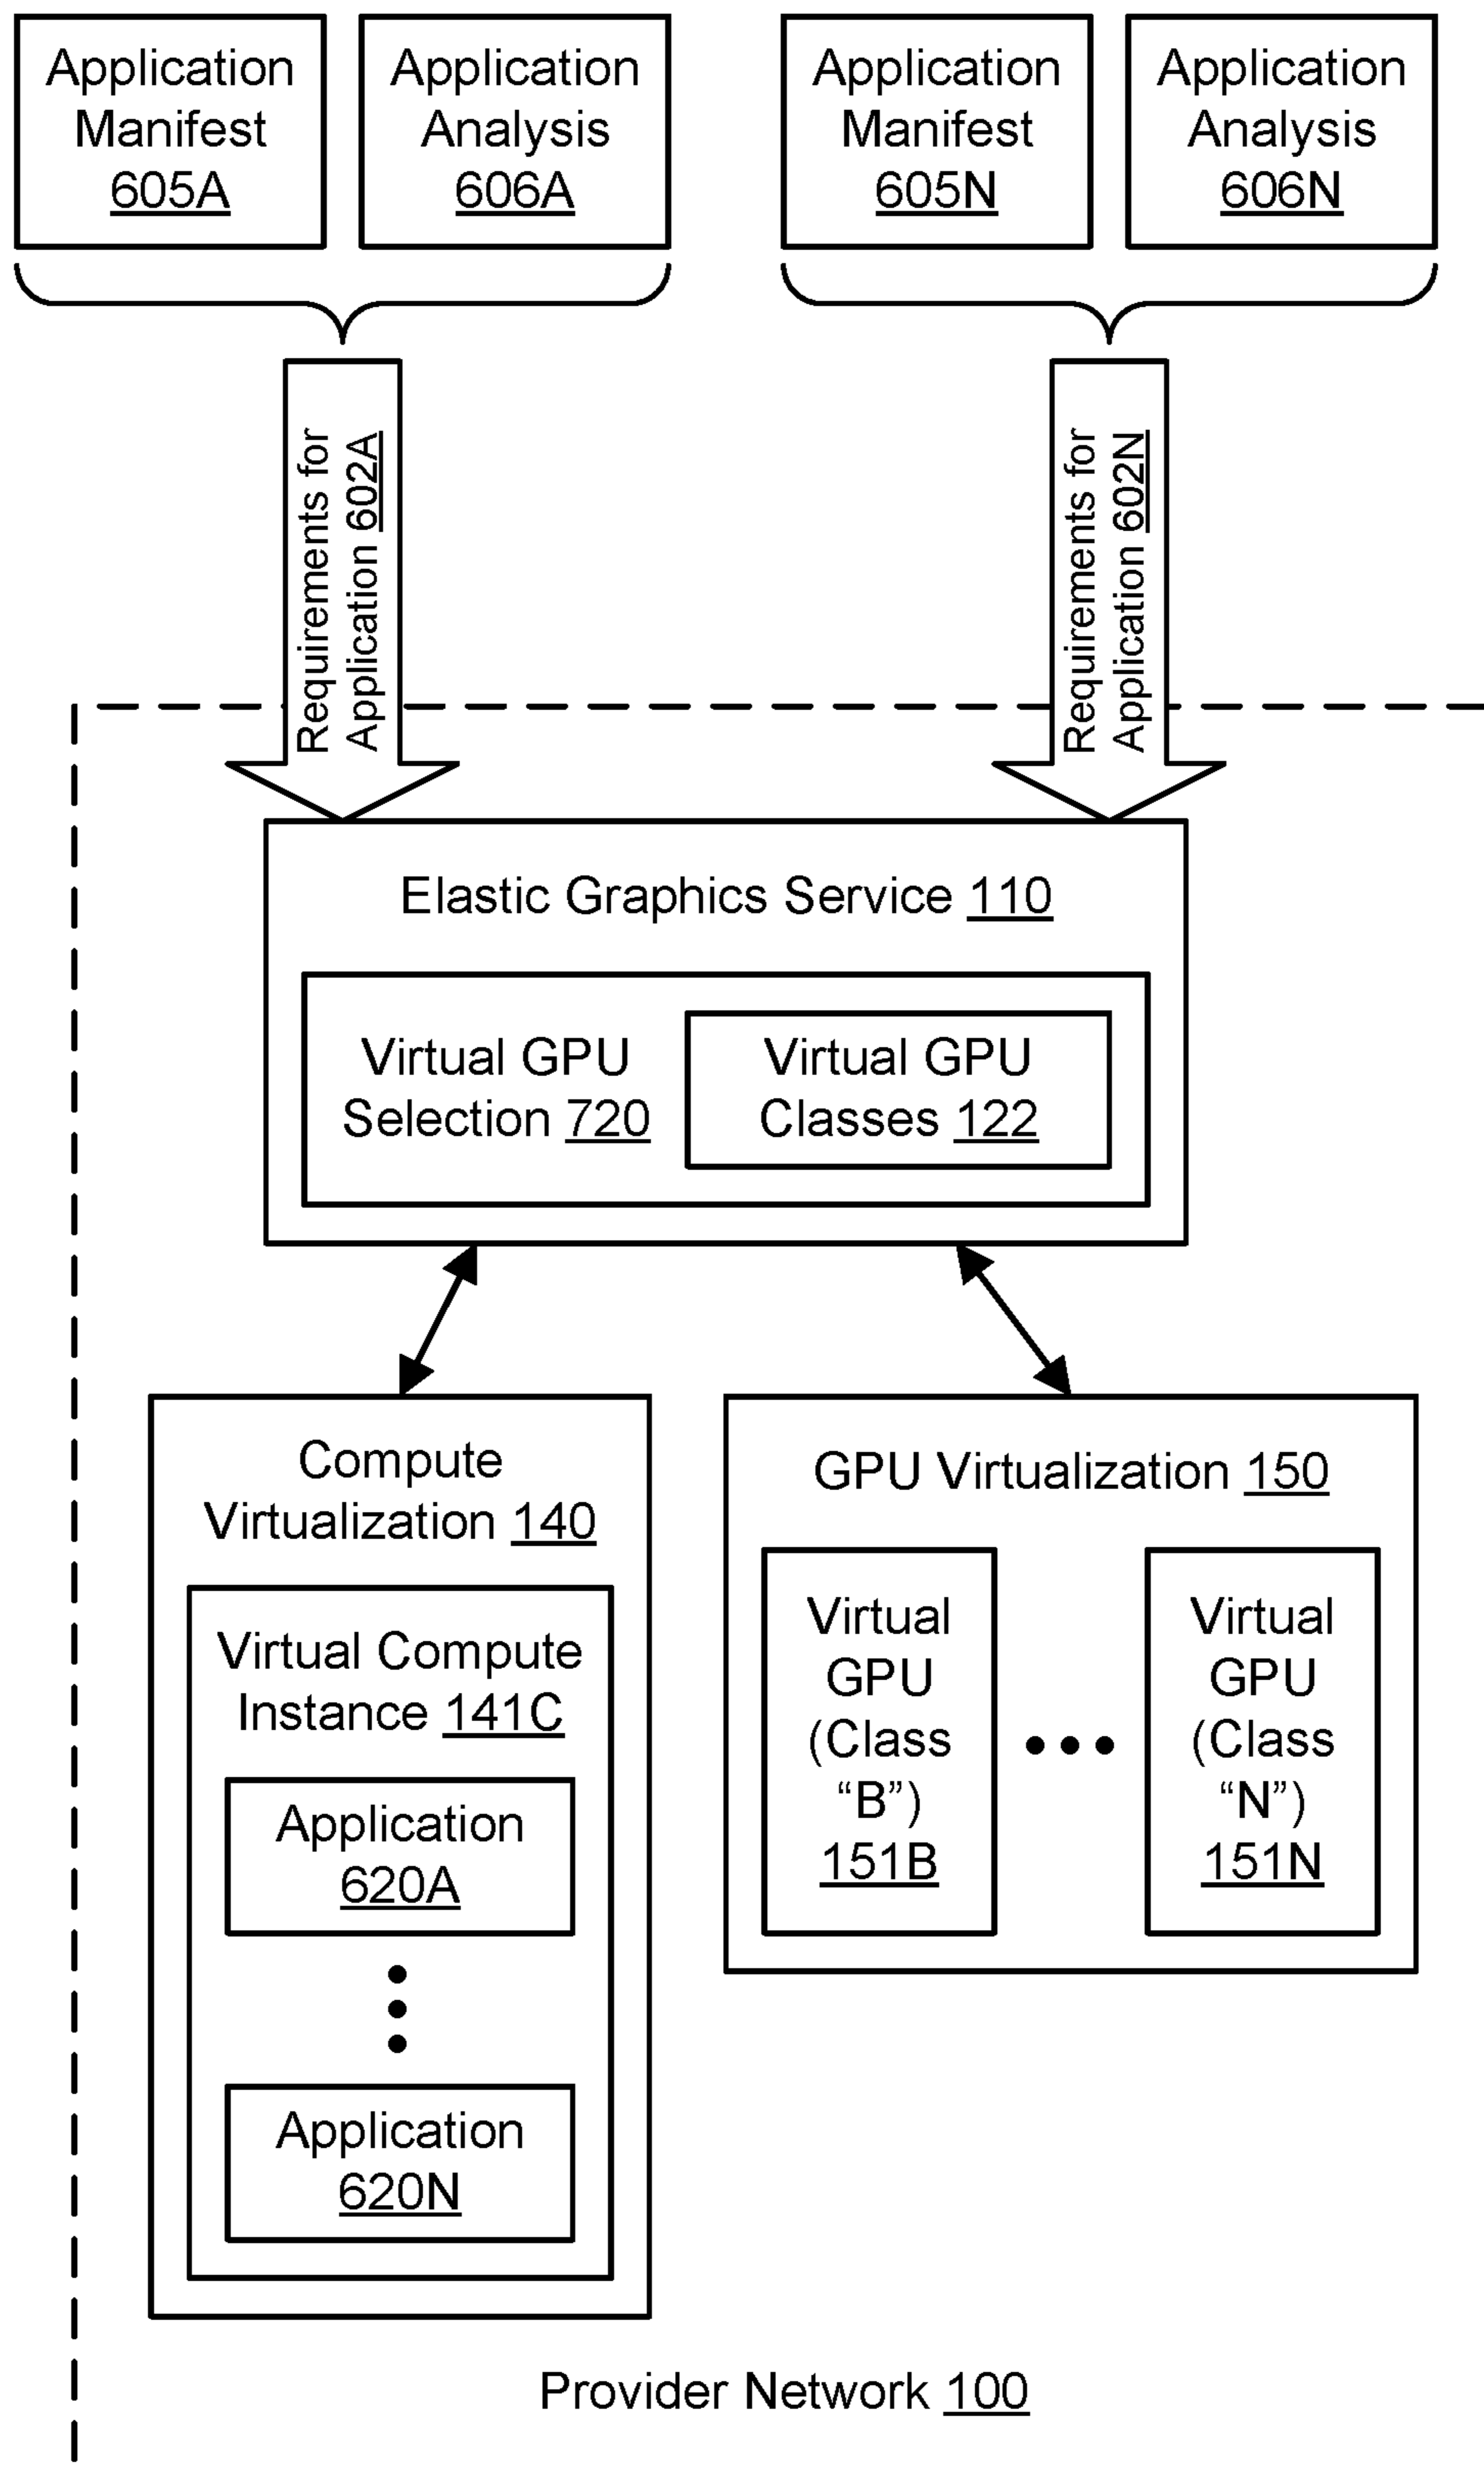 Application
Manifest
605A
Application
Analysis
606A
Application
Manifest
605N
Application
Analysis
606N
Requirements for
Application 602A
Requirements for
Application 602N
Elastic Graphics Service 110
Virtual GPU
Selection 720
Virtual GPU
Classes 122
Compute
Virtualization 140
Virtual Compute
Instance 141C
Application
620A
Application
620N
GPU Virtualization 150
Virtual
GPU
(Class
“B”)
151B
Virtual
GPU
(Class
“N”)
151N
Provider Network 100